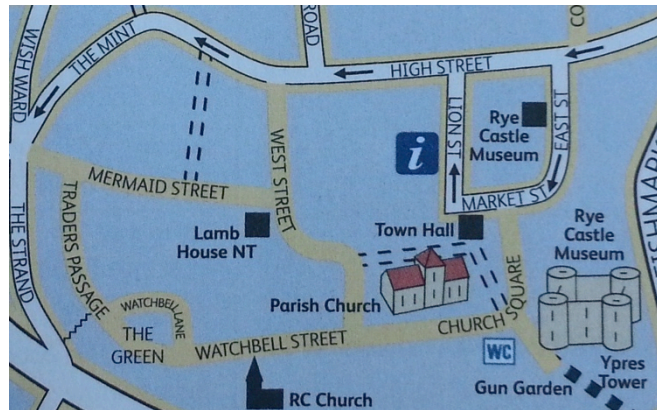 WISH WARD
THE MINT
ROAD
HIGH STREET
LION ST
Rye
Castle
Museum
EAST ST
i
WEST STREET
MARKET ST
MERMAID STREET
TRADERS PASSAGE
THE STRAND
Lamb
House NT
Town Hall
Rye
Castle
Museum
Parish Church
WATCHBELL LANE
THE
GREEN
WATCHBELL STREET
CHURCH
SQUARE
WC
Ypres
Tower
Gun Garden
RC Church